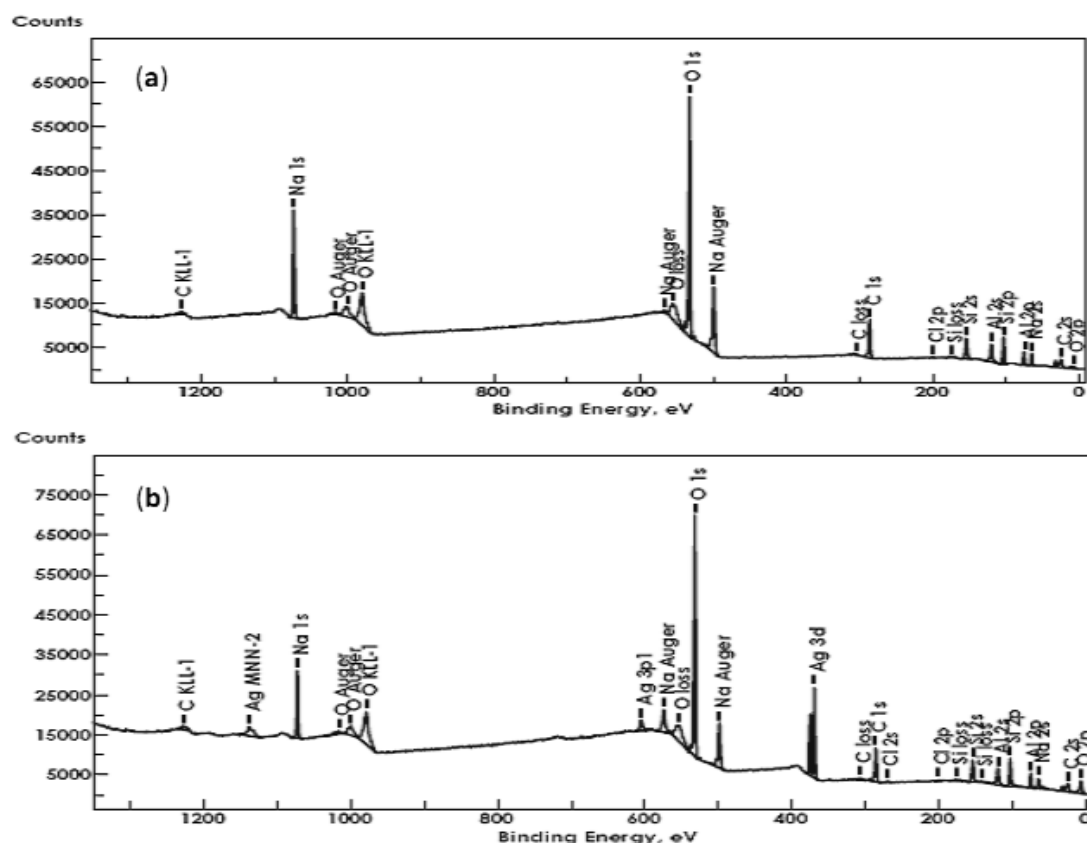 Counts
(a)
65000
55000
45000
35000
25000
15000
5000
C KLL-1
Na 1s
O Auger
O Auger
O KLL-1
Na Auger
O loss
O 1s
Na Auger
C loss
C 1s
Cl 2p
Si loss
Si 2s
Al 2s
Si 2p
Al 2p
Na 2s
C 2s
O 2p
1200 1000 800 600 400 200 0
Binding Energy, eV
Counts
(b)
75000
65000
55000
45000
35000
25000
15000
5000
C KLL-1
Ag MNN-2
Na 1s
O Auger
O Auger
O KLL-1
Ag 3p1
Na Auger
O loss
O 1s
Na Auger
Ag 3d
C loss
C 1s
Cl 2s
Cl 2p
Si loss
Si 2s
Si loss
Al 2s
Si 2p
Al 2p
Na 2s
C 2s
O 2p
1200 1000 800 600 400 200 0
Binding Energy, eV